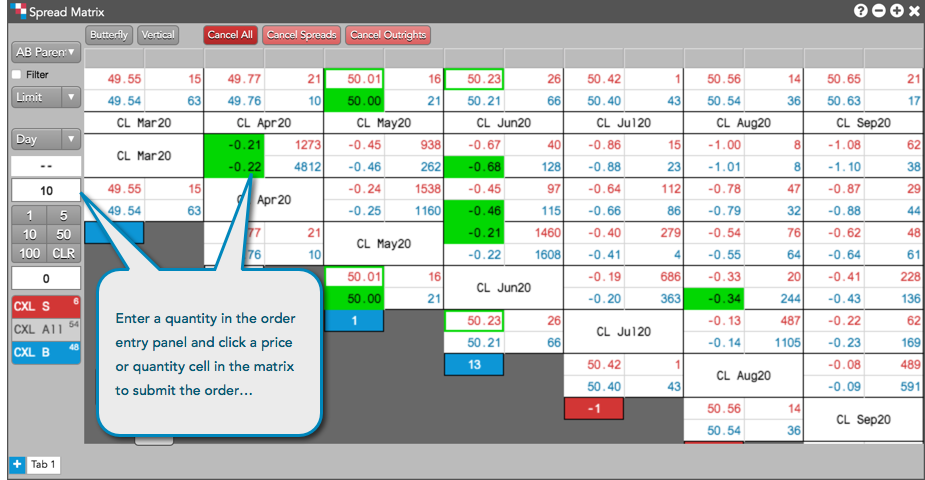 Spread Matrix
Butterfly Vertical Cancel All Cancel Spreads Cancel Outrights
AB Paren
Filter
Limit
Day
--
10
1 5
10 50
100 CLR
0
CXL S 6
CXL All 54
CXL B 48
49.55 15 49.77 21 50.01 16 50.23 26 50.42 1 50.56 14 50.65 21
49.54 63 49.76 10 50.00 21 50.21 66 50.40 43 50.54 36 50.63 17
CL Mar20 CL Apr20 CL May20 CL Jun20 CL Jul20 CL Aug20 CL Sep20
CL Mar20 -0.21 1273 -0.45 938 -0.67 40 -0.86 15 -1.00 8 -1.08 62
-0.22 4812 -0.46 262 -0.68 128 -0.88 23 -1.01 8 -1.10 38
49.55 15 Apr20 -0.24 1538 -0.45 97 -0.64 112 -0.78 47 -0.87 29
49.54 63 -0.25 1160 -0.46 115 -0.66 86 -0.79 32 -0.88 44
77 21 CL May20 -0.21 1460 -0.40 279 -0.54 76 -0.62 48
76 10 -0.22 1608 -0.41 4 -0.55 64 -0.64 61
50.01 16 CL Jun20 -0.19 686 -0.33 20 -0.41 228
50.00 21 -0.20 363 -0.34 244 -0.43 136
1 50.23 26 CL Jul20 -0.13 487 -0.22 62
50.21 66 -0.14 1105 -0.23 169
13 50.42 1 CL Aug20 -0.08 489
50.40 43 -0.09 591
-1 50.56 14 CL Sep20
50.54 36
Enter a quantity in the order
entry panel and click a price
or quantity cell in the matrix
to submit the order...
+ Tab 1